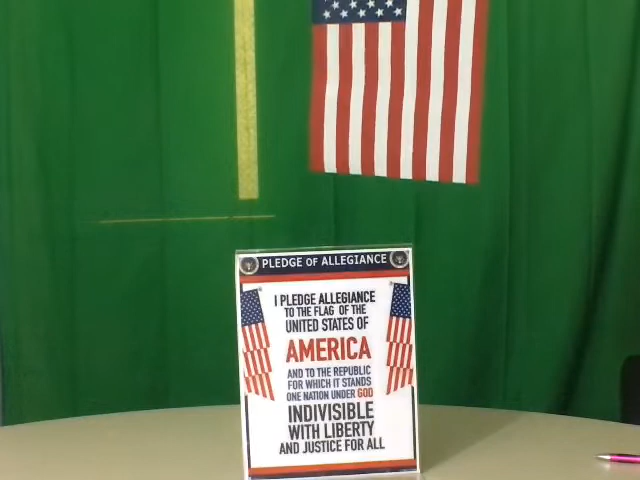 PLEDGE OF ALLEGIANCE
I PLEDGE ALLEGIANCE
TO THE FLAG OF THE
UNITED STATES OF
AMERICA
AND TO THE REPUBLIC
FOR WHICH IT STANDS
ONE NATION UNDER GOD
INDIVISIBLE
WITH LIBERTY
AND JUSTICE FOR ALL